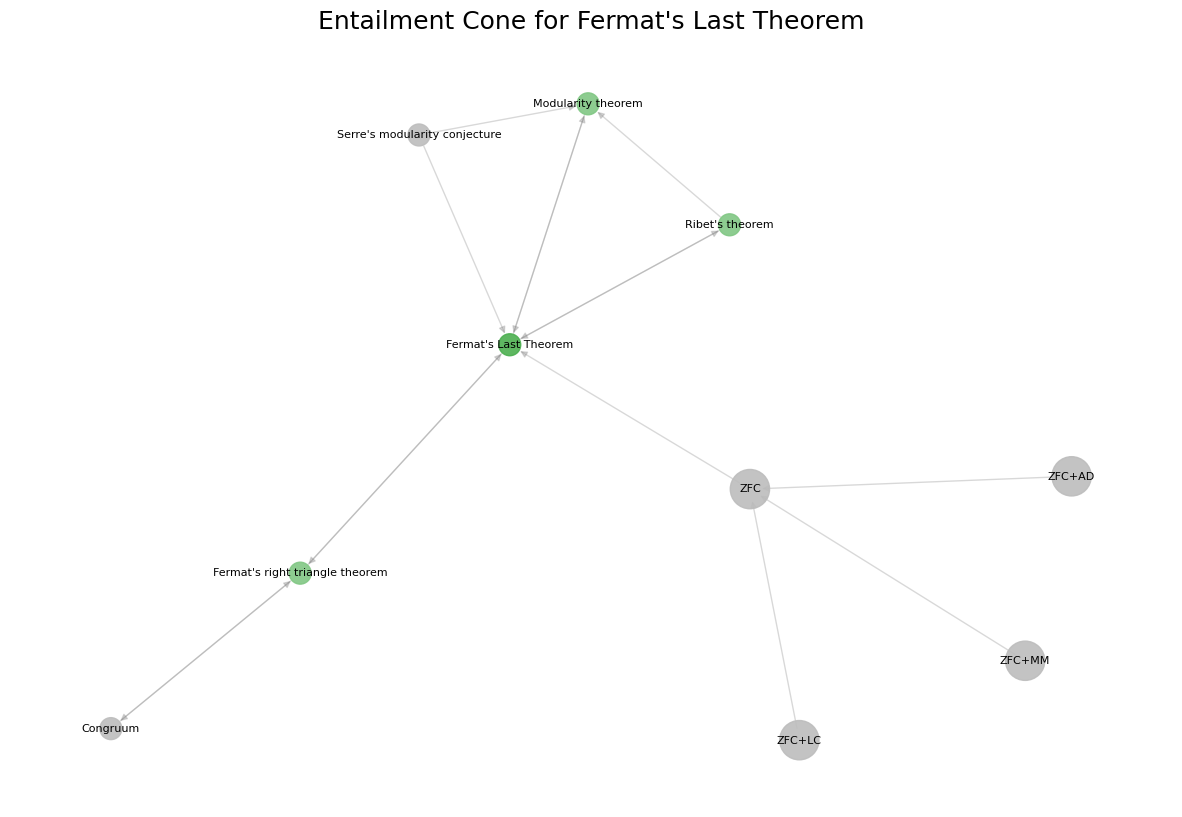 Entailment Cone for Fermat's Last Theorem
Modularity theorem
Serre's modularity conjecture
Ribet's theorem
Fermat's Last Theorem
ZFC+AD
ZFC
Fermat's right triangle theorem
ZFC+MM
Congruum
ZFC+LC